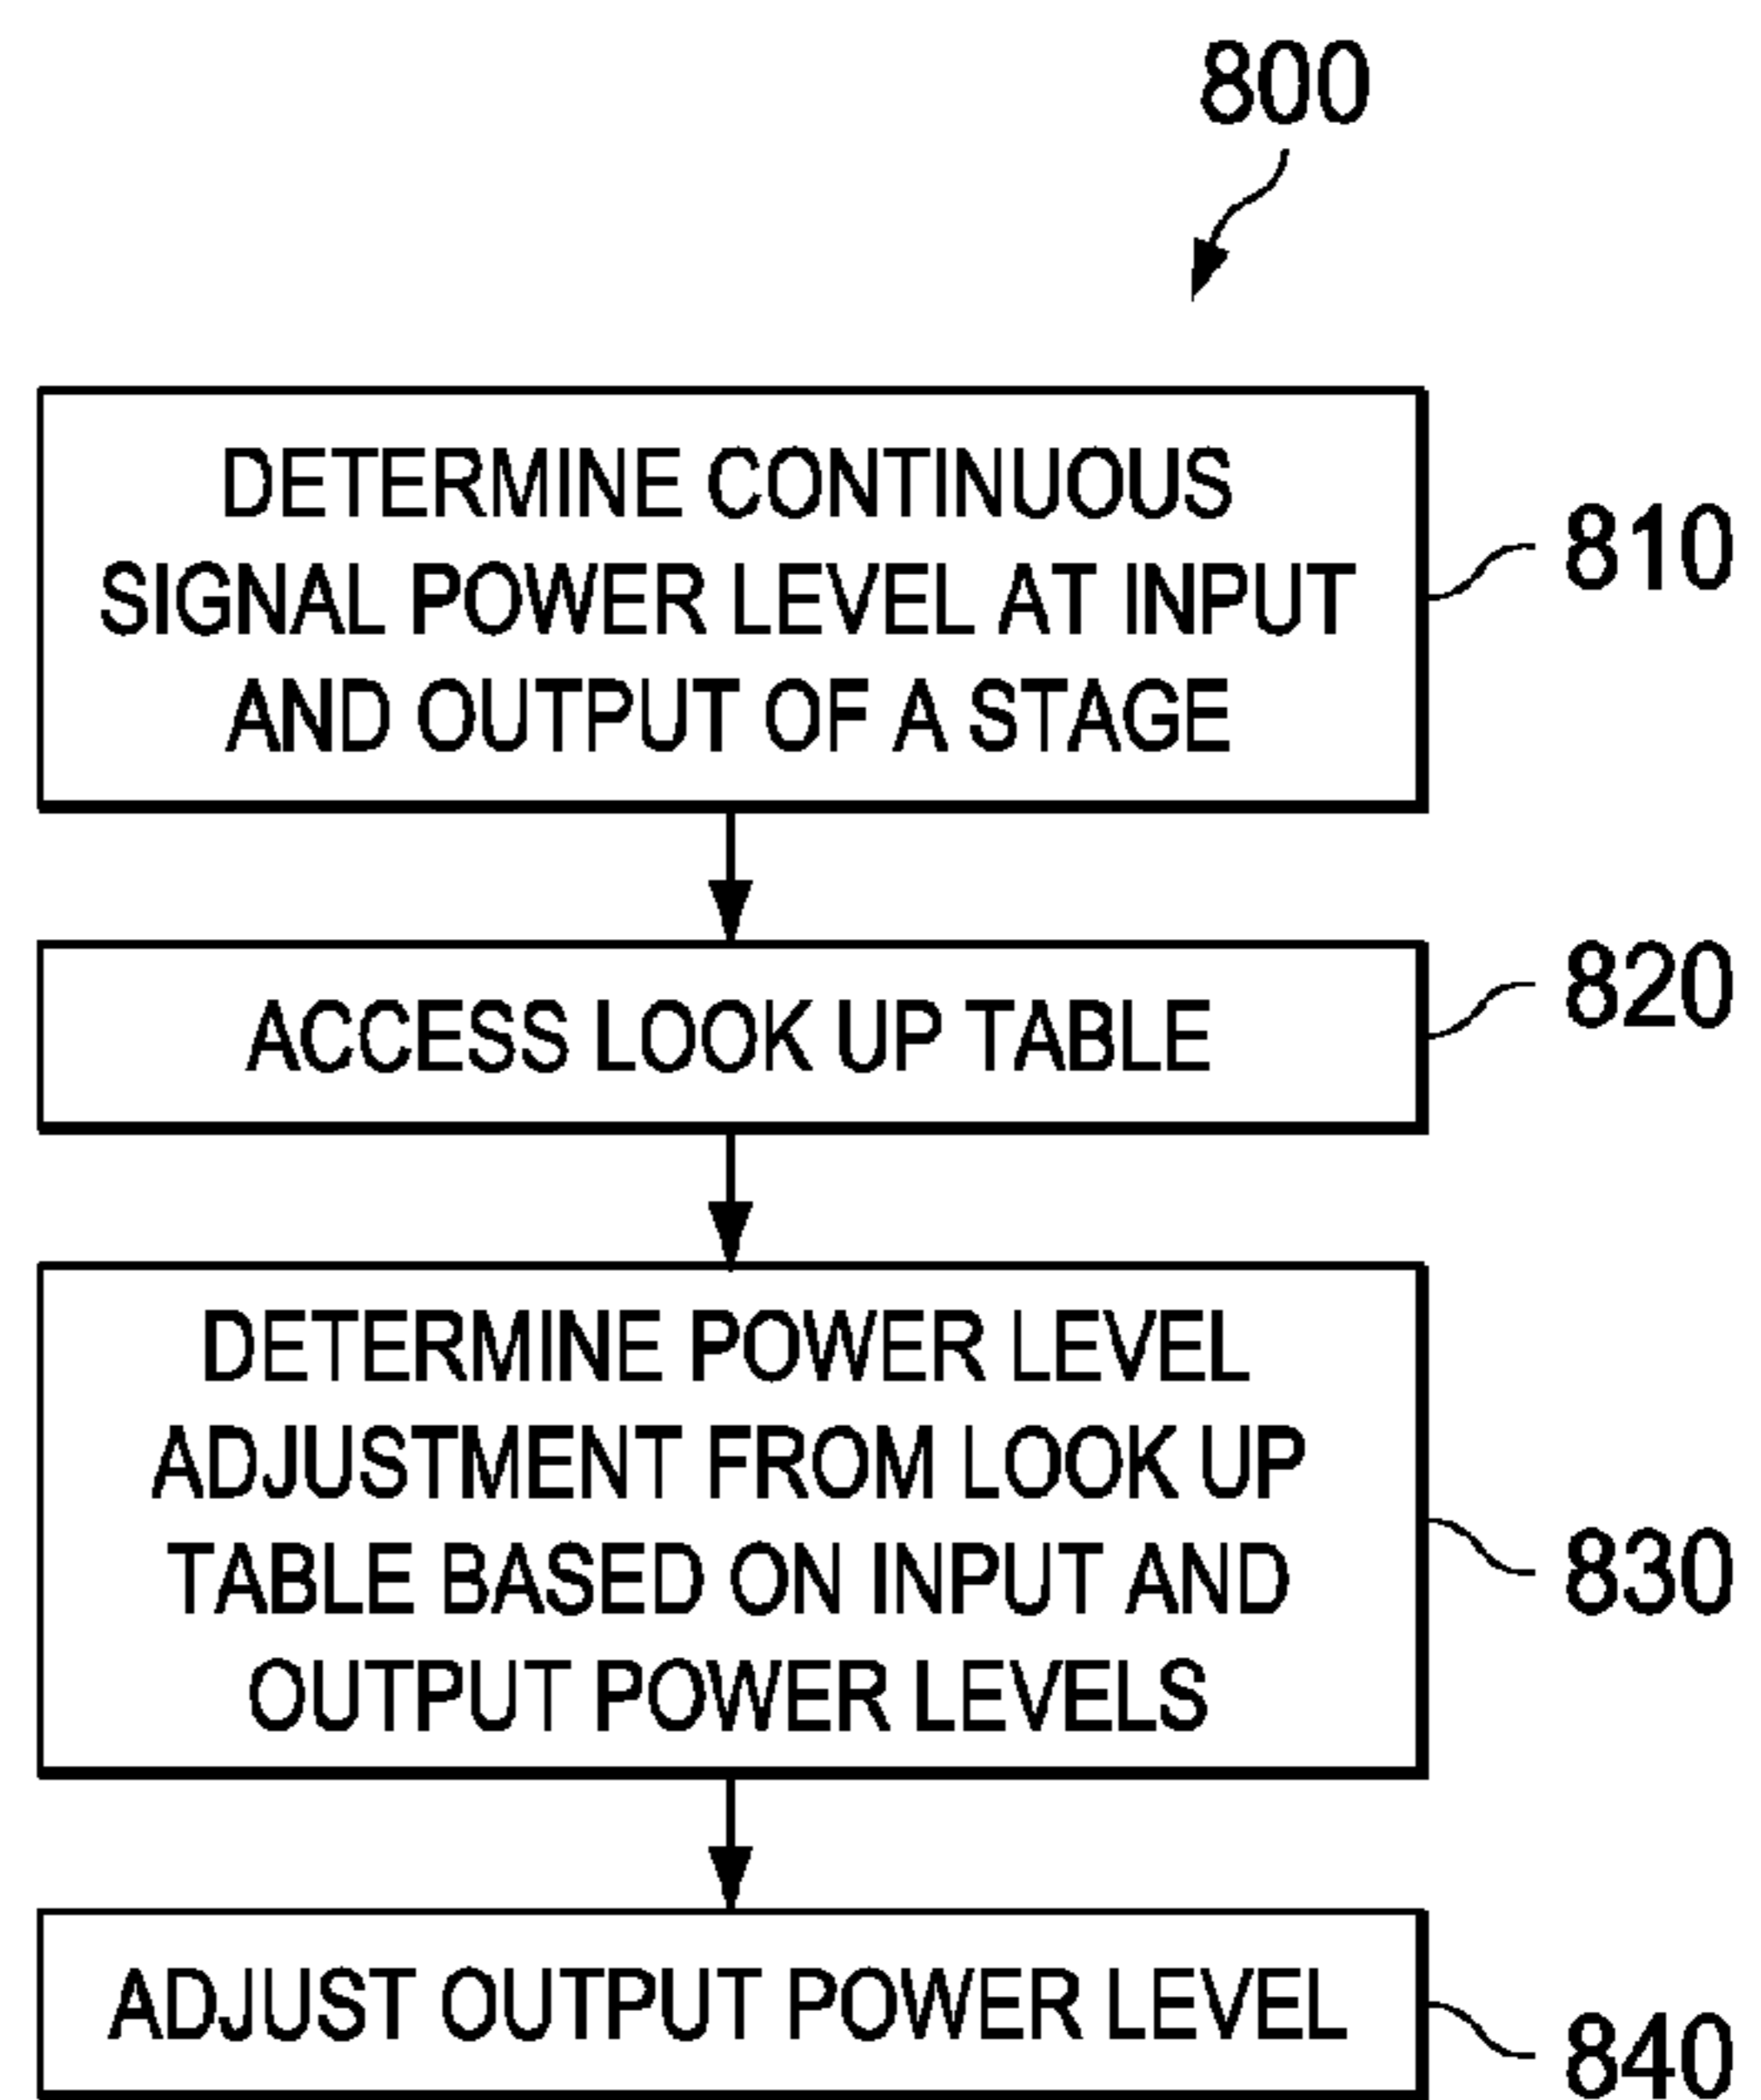 800
DETERMINE CONTINUOUS
SIGNAL POWER LEVEL AT INPUT
AND OUTPUT OF A STAGE
810
ACCESS LOOK UP TABLE
820
DETERMINE POWER LEVEL
ADJUSTMENT FROM LOOK UP
TABLE BASED ON INPUT AND
OUTPUT POWER LEVELS
830
ADJUST OUTPUT POWER LEVEL
840